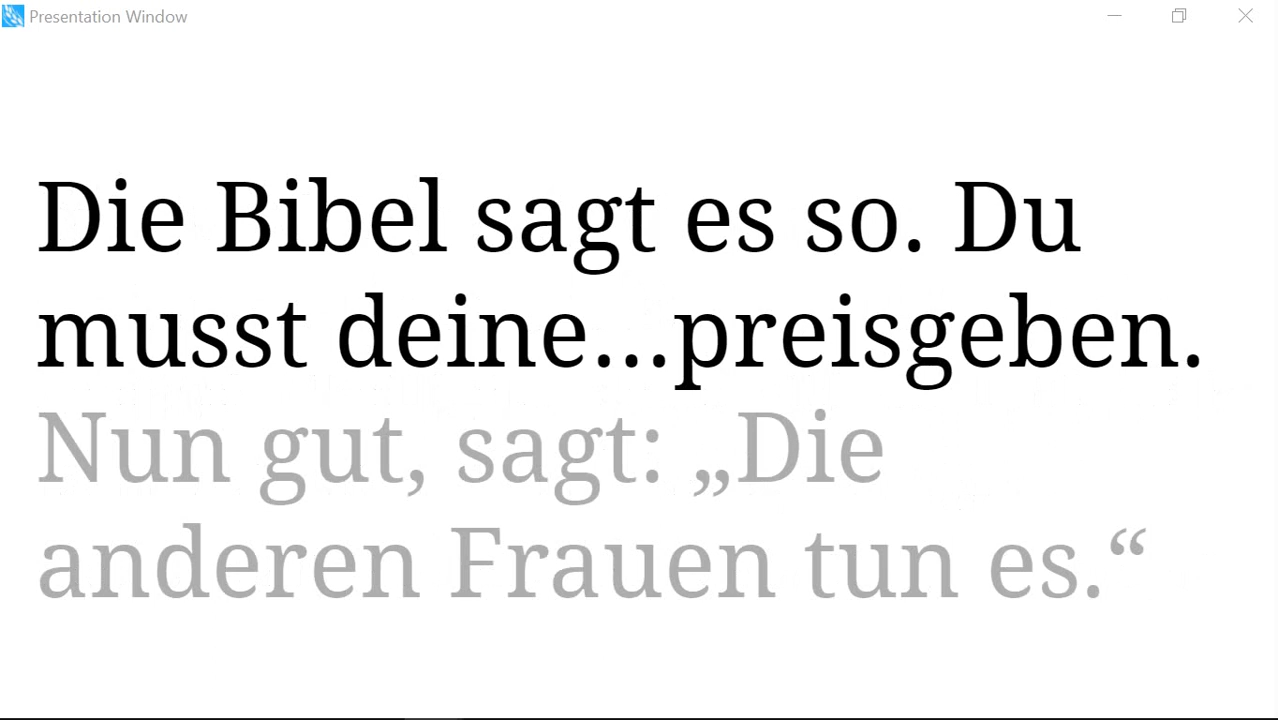 Presentation Window
Die Bibel sagt es so. Du
musst deine...preisgeben.
Nun gut, sagt: „Die
anderen Frauen tun es.“